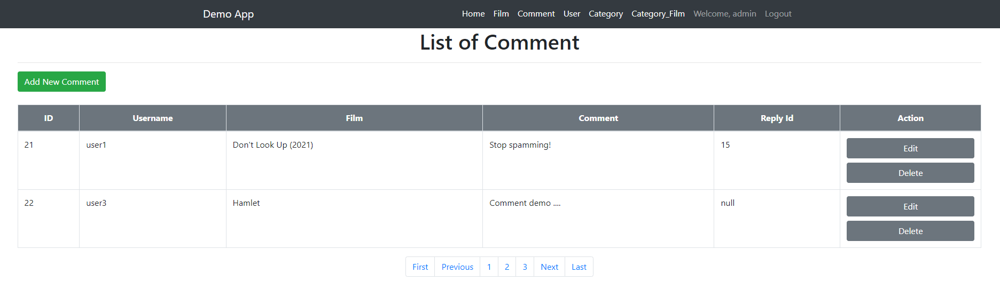 Demo App Home Film Comment User Category Category_Film Welcome, admin Logout
List of Comment
Add New Comment
ID Username Film Comment Reply Id Action
21 user1 Don't Look Up (2021) Stop spamming! 15 Edit
Delete
22 user3 Hamlet Comment demo .... null Edit
Delete
First Previous 1 2 3 Next Last